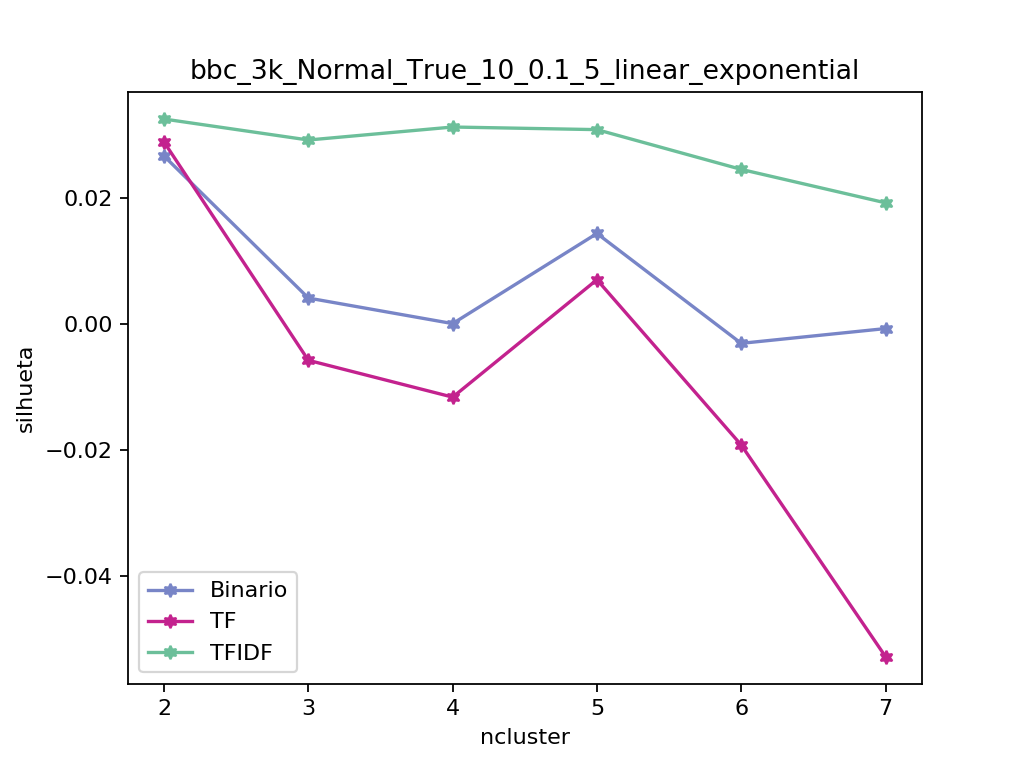 bbc_3k_Normal_True_10_0.1_5_linear_exponential
silhueta
0.02
0.00
−0.02
−0.04
Binario
TF
TFIDF
2 3 4 5 6 7
ncluster